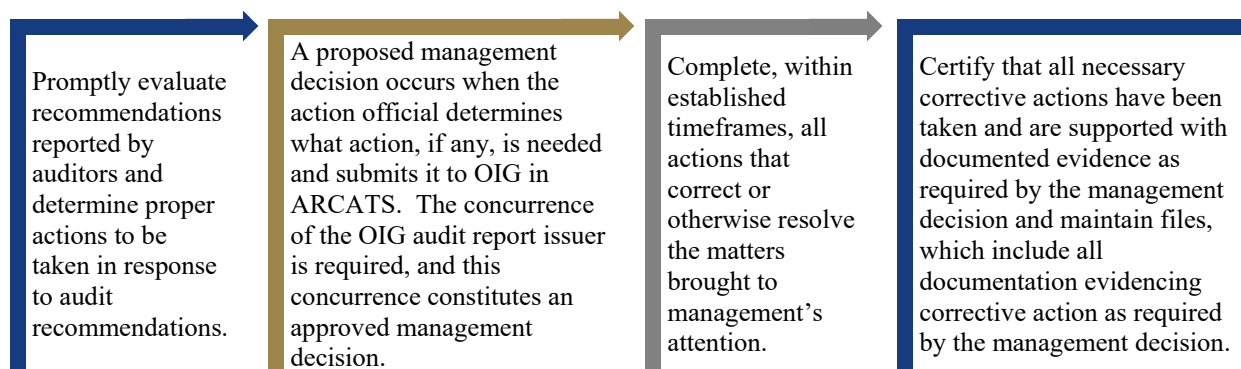 Promptly evaluate
recommendations
reported by
auditors and
determine proper
actions to be
taken in response
to audit
recommendations.
A proposed management
decision occurs when the
action official determines
what action, if any, is needed
and submits it to OIG in
ARCATS.  The concurrence
of the OIG audit report issuer
is required, and this
concurrence constitutes an
approved management
decision.
Complete, within
established
timeframes, all
actions that
correct or
otherwise resolve
the matters
brought to
management’s
attention.
Certify that all necessary
corrective actions have been
taken and are supported with
documented evidence as
required by the management
decision and maintain files,
which include all
documentation evidencing
corrective action as required
by the management decision.